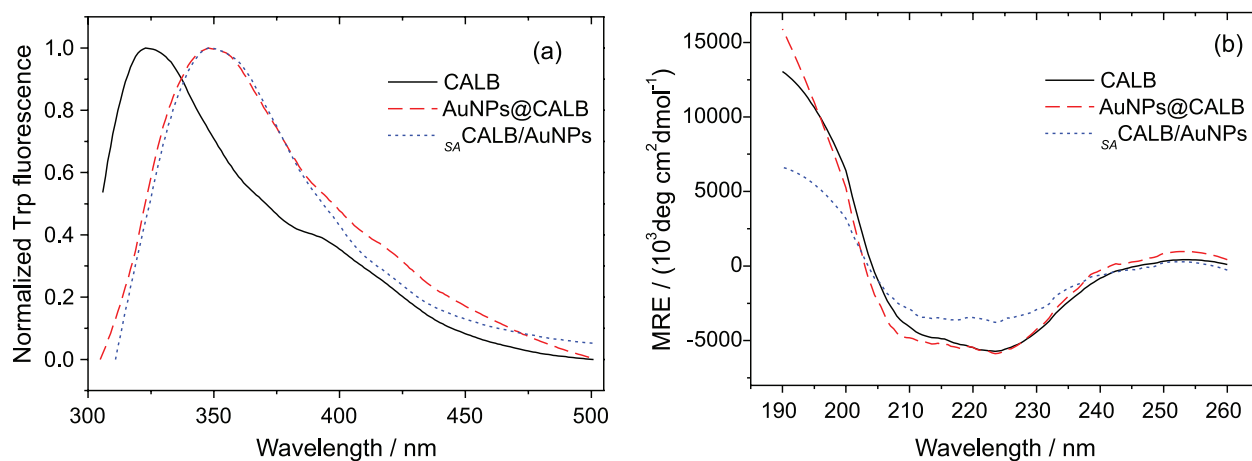 (a)
CALB
AuNPs@CALB
SACALB/AuNPs
Normalized Trp fluorescence
1.0
0.8
0.6
0.4
0.2
0.0
300
350
400
450
500
Wavelength / nm
(b)
CALB
AuNPs@CALB
SACALB/AuNPs
MRE / (10³deg cm²dmol⁻¹)
15000
10000
5000
0
-5000
190
200
210
220
230
240
250
260
Wavelength / nm